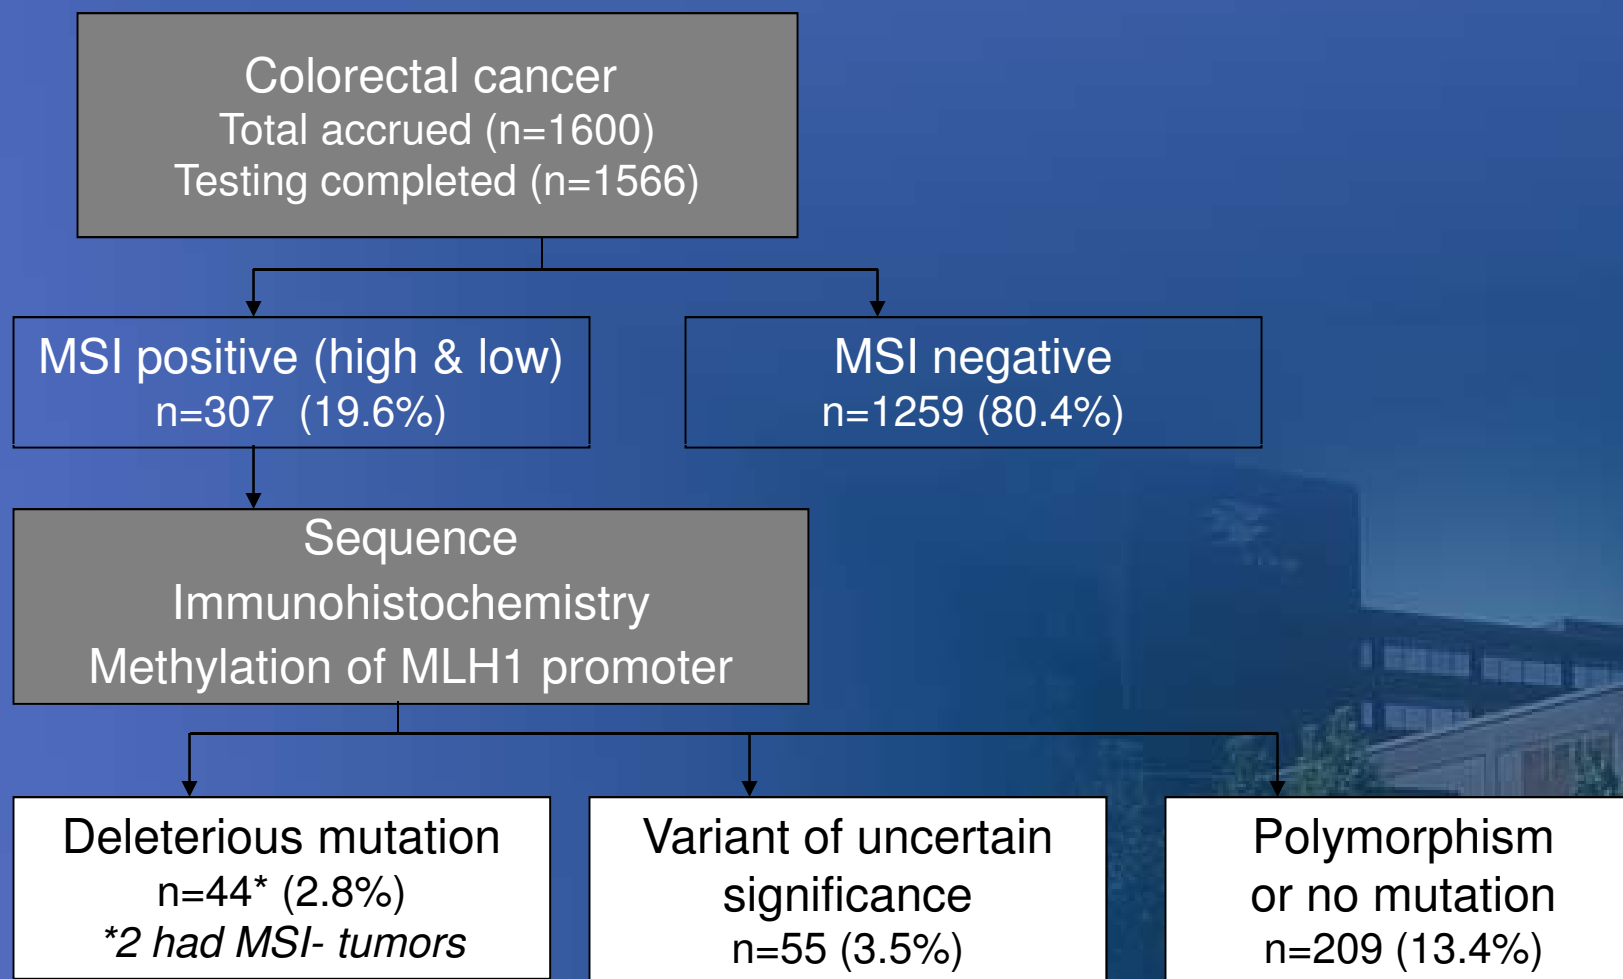 Colorectal cancer
Total accrued (n=1600)
Testing completed (n=1566)
MSI positive (high & low)
n=307 (19.6%)
MSI negative
n=1259 (80.4%)
Sequence
Immunohistochemistry
Methylation of MLH1 promoter
Deleterious mutation
n=44* (2.8%)
*2 had MSI- tumors
Variant of uncertain
significance
n=55 (3.5%)
Polymorphism
or no mutation
n=209 (13.4%)